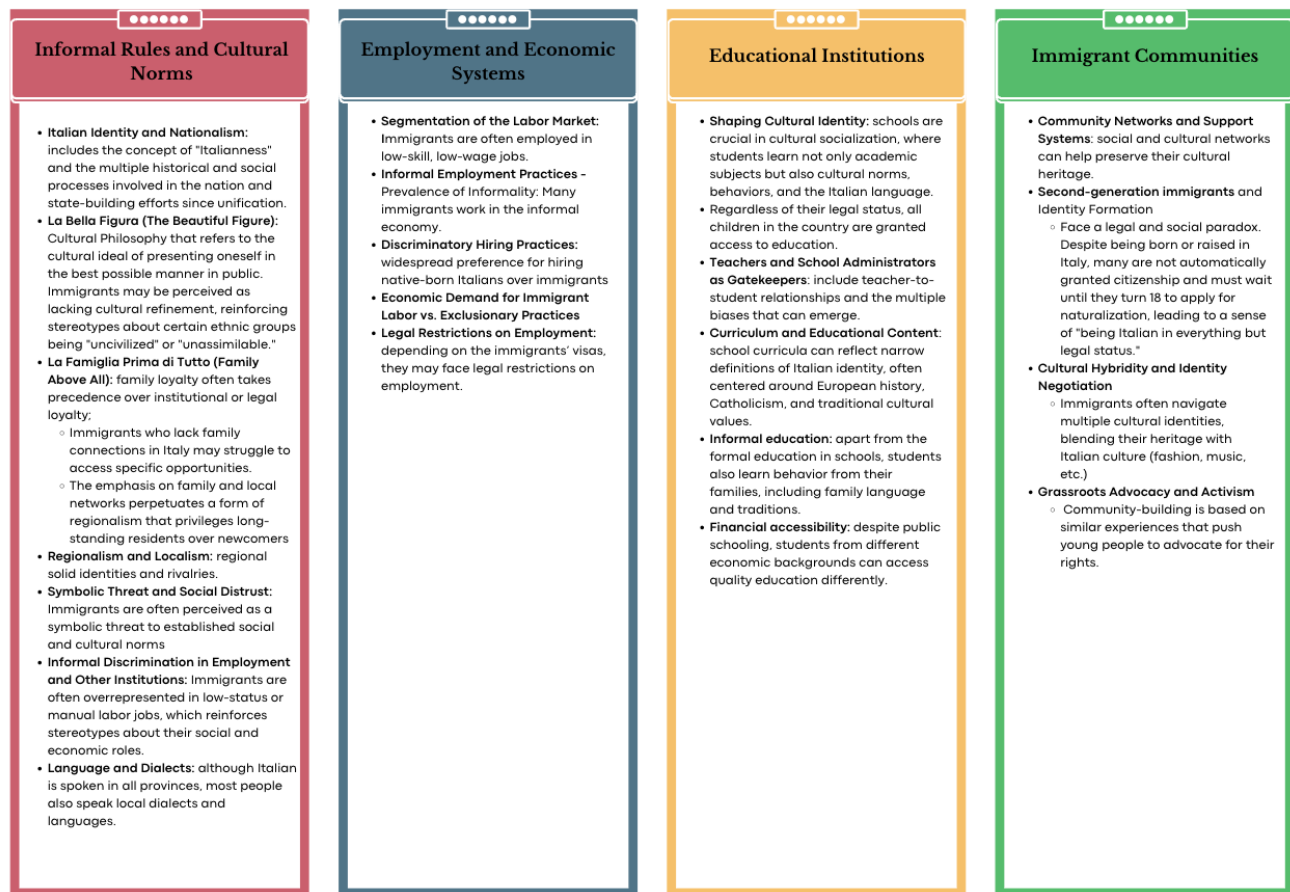 Informal Rules and Cultural
Norms
• Italian Identity and Nationalism:
includes the concept of "Italianness"
and the multiple historical and social
processes involved in the nation and
state-building efforts since unification.
• La Bella Figura (The Beautiful Figure):
Cultural Philosophy that refers to the
cultural ideal of presenting oneself in
the best possible manner in public.
Immigrants may be perceived as
lacking cultural refinement, reinforcing
stereotypes about certain ethnic groups
being "uncivilized" or "unassimilable."
• La Famiglia Prima di Tutto (Family
Above All): family loyalty often takes
precedence over institutional or legal
loyalty;
◦ Immigrants who lack family
connections in Italy may struggle to
access specific opportunities.
◦ The emphasis on family and local
networks perpetuates a form of
regionalism that privileges long-
standing residents over newcomers
• Regionalism and Localism: regional
solid identities and rivalries.
• Symbolic Threat and Social Distrust:
Immigrants are often perceived as a
symbolic threat to established social
and cultural norms
• Informal Discrimination in Employment
and Other Institutions: Immigrants are
often overrepresented in low-status or
manual labor jobs, which reinforces
stereotypes about their social and
economic roles.
• Language and Dialects: although Italian
is spoken in all provinces, most people
also speak local dialects and
languages.
Employment and Economic
Systems
• Segmentation of the Labor Market:
Immigrants are often employed in
low-skill, low-wage jobs.
• Informal Employment Practices -
Prevalence of Informality: Many
immigrants work in the informal
economy.
• Discriminatory Hiring Practices:
widespread preference for hiring
native-born Italians over immigrants
• Economic Demand for Immigrant
Labor vs. Exclusionary Practices
• Legal Restrictions on Employment:
depending on the immigrants' visas,
they may face legal restrictions on
employment.
Educational Institutions
• Shaping Cultural Identity: schools are
crucial in cultural socialization, where
students learn not only academic
subjects but also cultural norms,
behaviors, and the Italian language.
• Regardless of their legal status, all
children in the country are granted
access to education.
• Teachers and School Administrators
as Gatekeepers: include teacher-to-
student relationships and the multiple
biases that can emerge.
• Curriculum and Educational Content:
school curricula can reflect narrow
definitions of Italian identity, often
centered around European history,
Catholicism, and traditional cultural
values.
• Informal education: apart from the
formal education in schools, students
also learn behavior from their
families, including family language
and traditions.
• Financial accessibility: despite public
schooling, students from different
economic backgrounds can access
quality education differently.
Immigrant Communities
• Community Networks and Support
Systems: social and cultural networks
can help preserve their cultural
heritage.
• Second-generation immigrants and
Identity Formation
◦ Face a legal and social paradox.
Despite being born or raised in
Italy, many are not automatically
granted citizenship and must wait
until they turn 18 to apply for
naturalization, leading to a sense
of "being Italian in everything but
legal status."
• Cultural Hybridity and Identity
Negotiation
◦ Immigrants often navigate
multiple cultural identities,
blending their heritage with
Italian culture (fashion, music,
etc.)
• Grassroots Advocacy and Activism
◦ Community-building is based on
similar experiences that push
young people to advocate for their
rights.